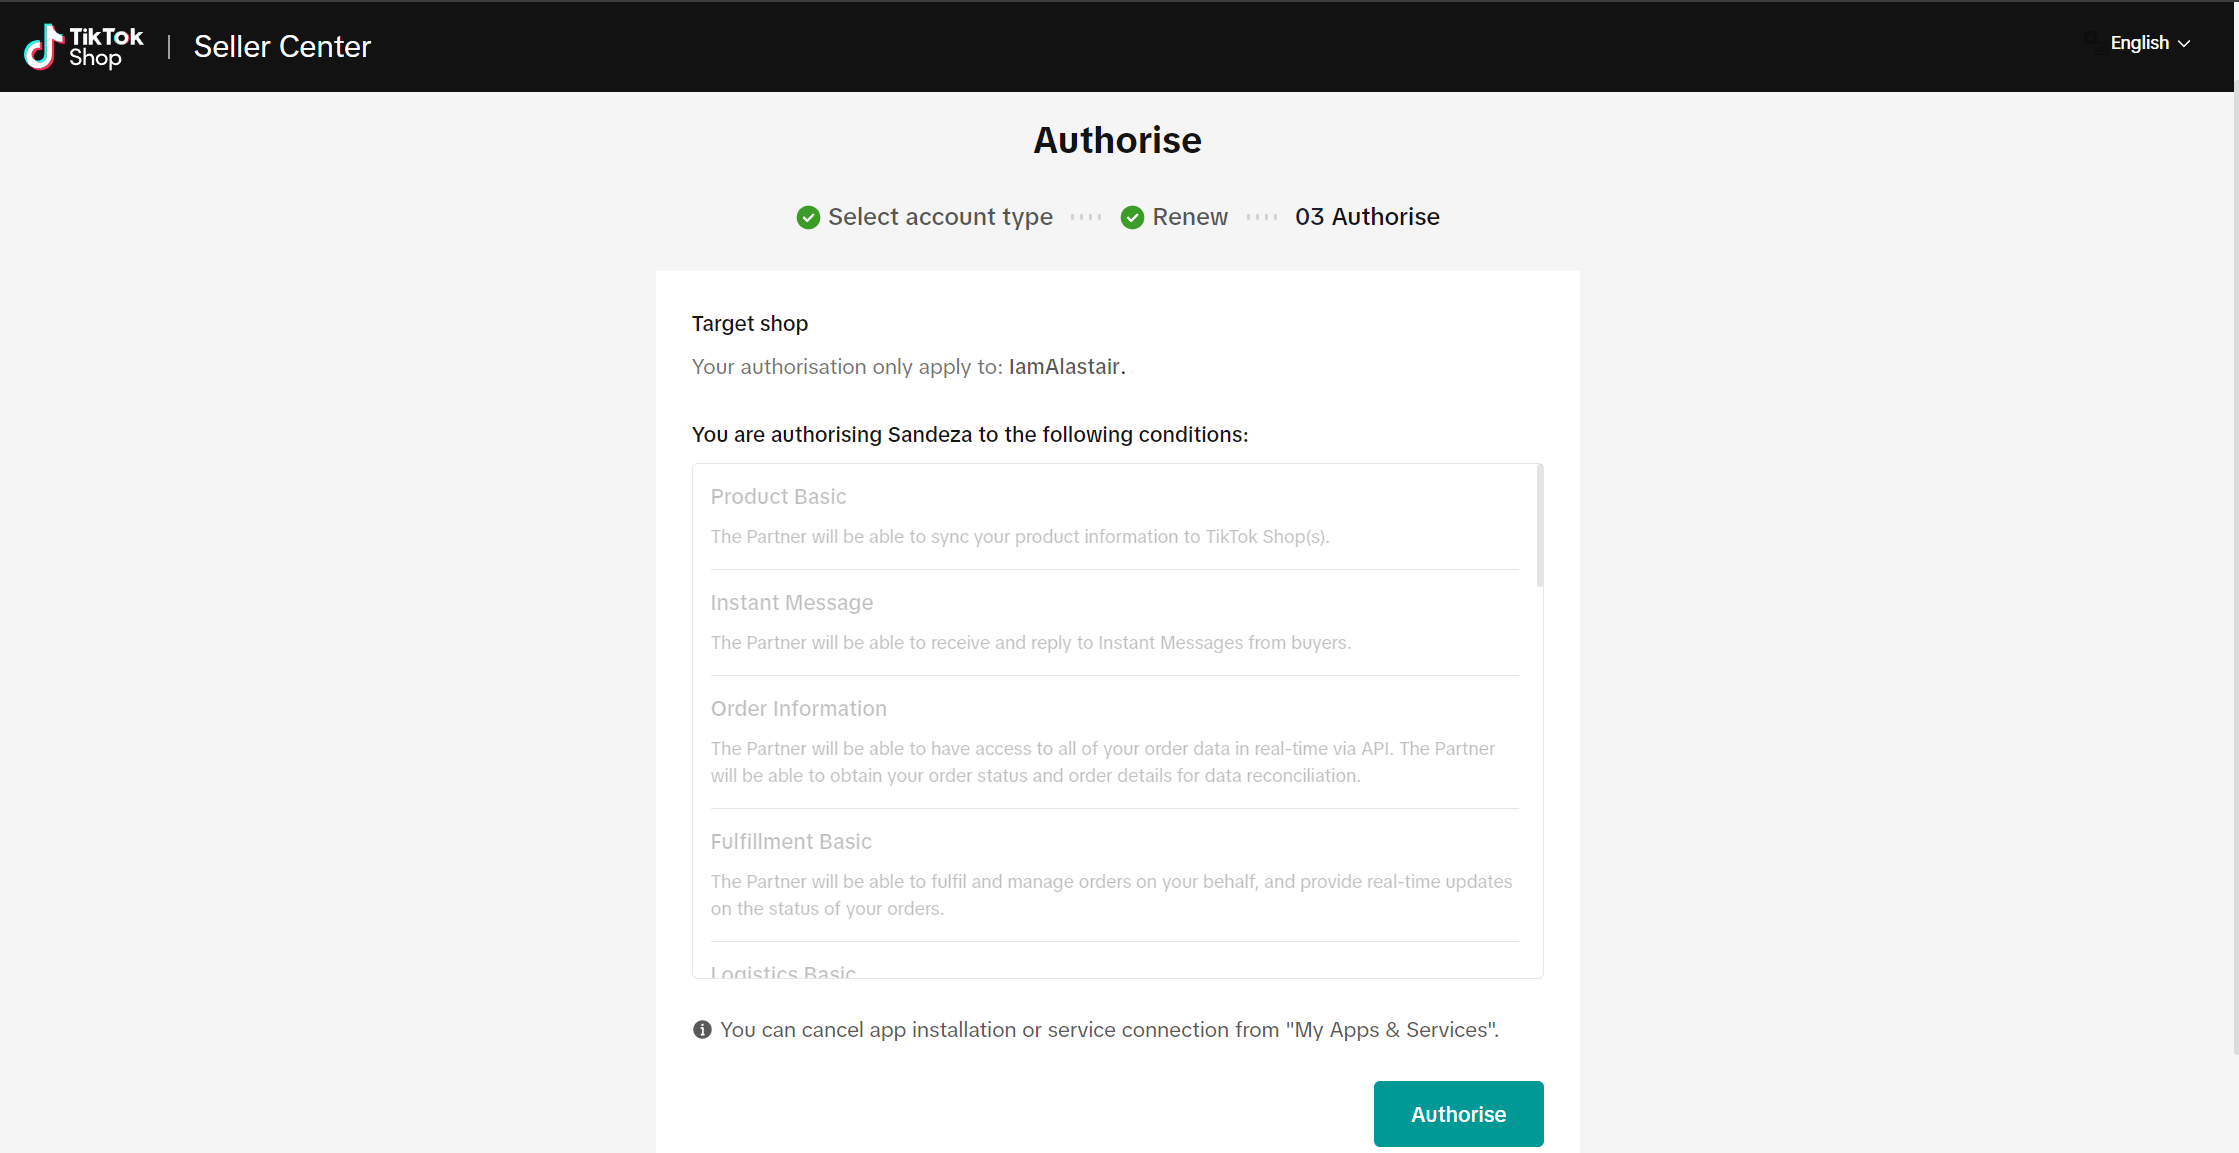 TikTok
Shop
Seller Center
English
Authorise
Select account type
Renew
03 Authorise
Target shop
Your authorisation only apply to: IamAlastair.
You are authorising Sandeza to the following conditions:
Product Basic
The Partner will be able to sync your product information to TikTok Shop(s).
Instant Message
The Partner will be able to receive and reply to Instant Messages from buyers.
Order Information
The Partner will be able to have access to all of your order data in real-time via API. The Partner
will be able to obtain your order status and order details for data reconciliation.
Fulfillment Basic
The Partner will be able to fulfil and manage orders on your behalf, and provide real-time updates
on the status of your orders.
Logistics Basic
You can cancel app installation or service connection from "My Apps & Services".
Authorise